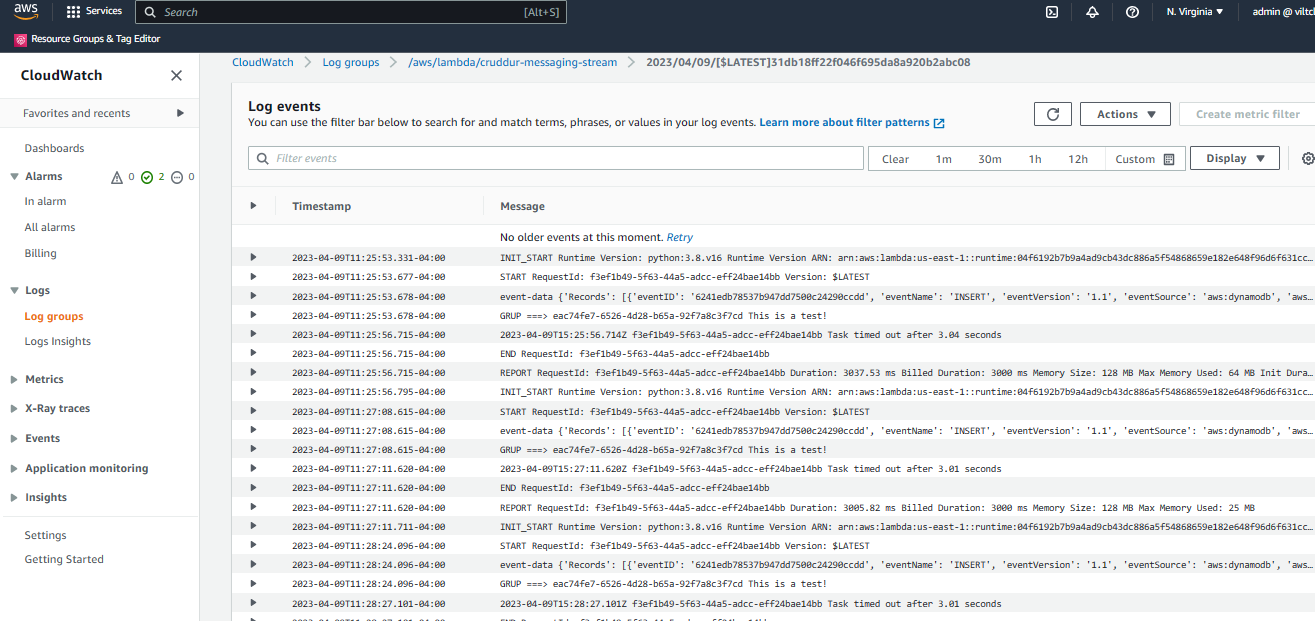 aws
Services
Search
[Alt+S]
N. Virginia
admin @ viltc
Resource Groups & Tag Editor
CloudWatch
Favorites and recents
Dashboards
Alarms 0 2 0
In alarm
All alarms
Billing
Logs
Log groups
Logs Insights
Metrics
X-Ray traces
Events
Application monitoring
Insights
Settings
Getting Started
CloudWatch > Log groups > /aws/lambda/cruddur-messaging-stream > 2023/04/09/[$LATEST]31db18ff22f046f695da8a920b2abc08
Log events
You can use the filter bar below to search for and match terms, phrases, or values in your log events. Learn more about filter patterns
Actions
Create metric filter
Filter events
Clear 1m 30m 1h 12h Custom
Display
Timestamp Message
No older events at this moment. Retry
2023-04-09T11:25:53.331-04:00 INIT_START Runtime Version: python:3.8.v16 Runtime Version ARN: arn:aws:lambda:us-east-1::runtime:04f6192b7b9a4ad9cb43dc886a5f54868659e182e648f96d6f631cc…
2023-04-09T11:25:53.677-04:00 START RequestId: f3ef1b49-5f63-44a5-adcc-eff24bae14bb Version: $LATEST
2023-04-09T11:25:53.678-04:00 event-data {'Records': [{'eventID': '6241edb78537b947dd7500c24290ccdd', 'eventName': 'INSERT', 'eventVersion': '1.1', 'eventSource': 'aws:dynamodb', 'aws…
2023-04-09T11:25:53.678-04:00 GRUP ===> eac74fe7-6526-4d28-b65a-92f7a8c3f7cd This is a test!
2023-04-09T11:25:56.715-04:00 2023-04-09T15:25:56.714Z f3ef1b49-5f63-44a5-adcc-eff24bae14bb Task timed out after 3.04 seconds
2023-04-09T11:25:56.715-04:00 END RequestId: f3ef1b49-5f63-44a5-adcc-eff24bae14bb
2023-04-09T11:25:56.715-04:00 REPORT RequestId: f3ef1b49-5f63-44a5-adcc-eff24bae14bb Duration: 3037.53 ms Billed Duration: 3000 ms Memory Size: 128 MB Max Memory Used: 64 MB Init Dura…
2023-04-09T11:25:56.795-04:00 INIT_START Runtime Version: python:3.8.v16 Runtime Version ARN: arn:aws:lambda:us-east-1::runtime:04f6192b7b9a4ad9cb43dc886a5f54868659e182e648f96d6f631cc…
2023-04-09T11:27:08.615-04:00 START RequestId: f3ef1b49-5f63-44a5-adcc-eff24bae14bb Version: $LATEST
2023-04-09T11:27:08.615-04:00 event-data {'Records': [{'eventID': '6241edb78537b947dd7500c24290ccdd', 'eventName': 'INSERT', 'eventVersion': '1.1', 'eventSource': 'aws:dynamodb', 'aws…
2023-04-09T11:27:08.615-04:00 GRUP ===> eac74fe7-6526-4d28-b65a-92f7a8c3f7cd This is a test!
2023-04-09T11:27:11.620-04:00 2023-04-09T15:27:11.620Z f3ef1b49-5f63-44a5-adcc-eff24bae14bb Task timed out after 3.01 seconds
2023-04-09T11:27:11.620-04:00 END RequestId: f3ef1b49-5f63-44a5-adcc-eff24bae14bb
2023-04-09T11:27:11.620-04:00 REPORT RequestId: f3ef1b49-5f63-44a5-adcc-eff24bae14bb Duration: 3005.82 ms Billed Duration: 3000 ms Memory Size: 128 MB Max Memory Used: 25 MB
2023-04-09T11:27:11.711-04:00 INIT_START Runtime Version: python:3.8.v16 Runtime Version ARN: arn:aws:lambda:us-east-1::runtime:04f6192b7b9a4ad9cb43dc886a5f54868659e182e648f96d6f631cc…
2023-04-09T11:28:24.096-04:00 START RequestId: f3ef1b49-5f63-44a5-adcc-eff24bae14bb Version: $LATEST
2023-04-09T11:28:24.096-04:00 event-data {'Records': [{'eventID': '6241edb78537b947dd7500c24290ccdd', 'eventName': 'INSERT', 'eventVersion': '1.1', 'eventSource': 'aws:dynamodb', 'aws…
2023-04-09T11:28:24.096-04:00 GRUP ===> eac74fe7-6526-4d28-b65a-92f7a8c3f7cd This is a test!
2023-04-09T11:28:27.101-04:00 2023-04-09T15:28:27.101Z f3ef1b49-5f63-44a5-adcc-eff24bae14bb Task timed out after 3.01 seconds